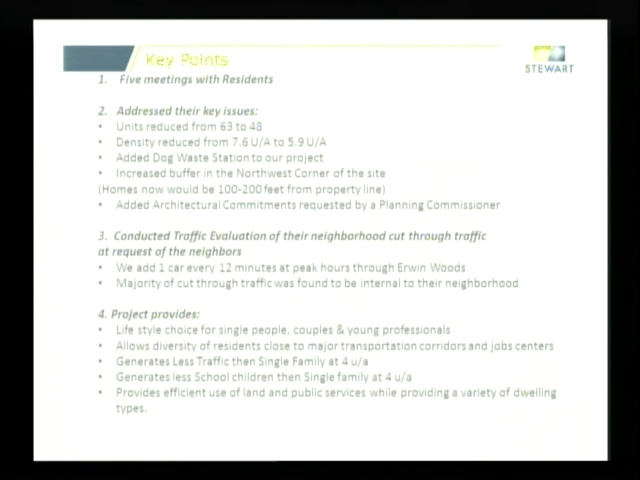 Key Points
STEWART
1. Five meetings with Residents
2. Addressed their key issues:
• Units reduced from 63 to 48
• Density reduced from 7.6 U/A to 5.9 U/A
• Added Dog Waste Station to our project
• Increased buffer in the Northwest Corner of the site
(Homes now would be 100-200 feet from property line)
• Added Architectural Commitments requested by a Planning Commissioner
3. Conducted Traffic Evaluation of their neighborhood cut through traffic
at request of the neighbors
• We add 1 car every 12 minutes at peak hours through Erwin Woods
• Majority of cut through traffic was found to be internal to their neighborhood
4. Project provides:
• Life style choice for single people, couples & young professionals
• Allows diversity of residents close to major transportation corridors and jobs centers
• Generates Less Traffic then Single Family at 4 u/a
• Generates less School children then Single family at 4 u/a
• Provides efficient use of land and public services while providing a variety of dwelling
types.